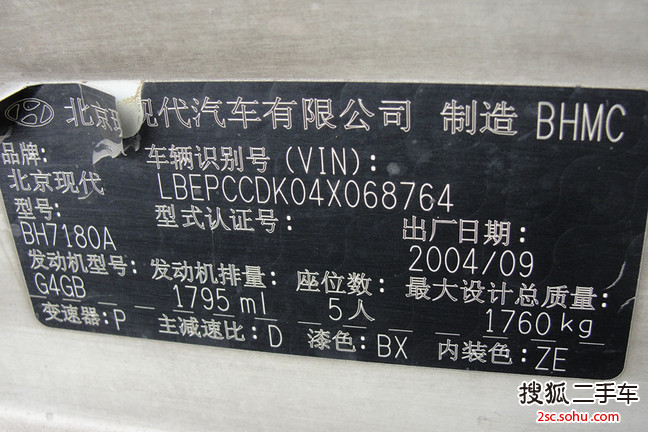 北京现代汽车有限公司 制造 BHMC
品牌: 车辆识别号(VIN):
北京现代 LBEPCCDK04X068764
型号: 型式认证号: 出厂日期:
BH7180A 2004/09
发动机型号: 发动机排量: 座位数: 最大设计总质量:
G4GB 1795 ml 5人 1760 kg
变速器:P 主减速比:D 漆色:BX 内装色:ZE
搜狐二手车
2sc.sohu.com